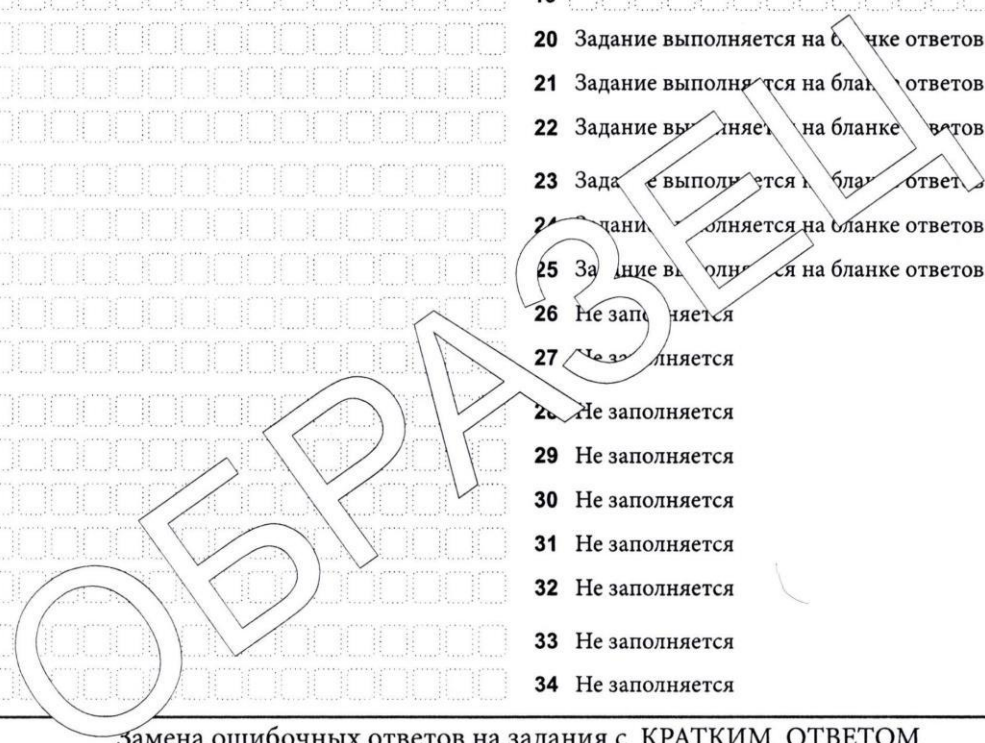 20 Задание выполняется на бланке ответов
21 Задание выполняется на бланке ответов
22 Задание выполняется на бланке ответов
23 Задание выполняется на бланке ответов
24 Задание выполняется на бланке ответов
25 Задание выполняется на бланке ответов
26 Не заполняется
27 Не заполняется
28 Не заполняется
29 Не заполняется
30 Не заполняется
31 Не заполняется
32 Не заполняется
33 Не заполняется
34 Не заполняется
ОБРАЗЕЦ
Замена ошибочных ответов на задания с КРАТКИМ ОТВЕТОМ